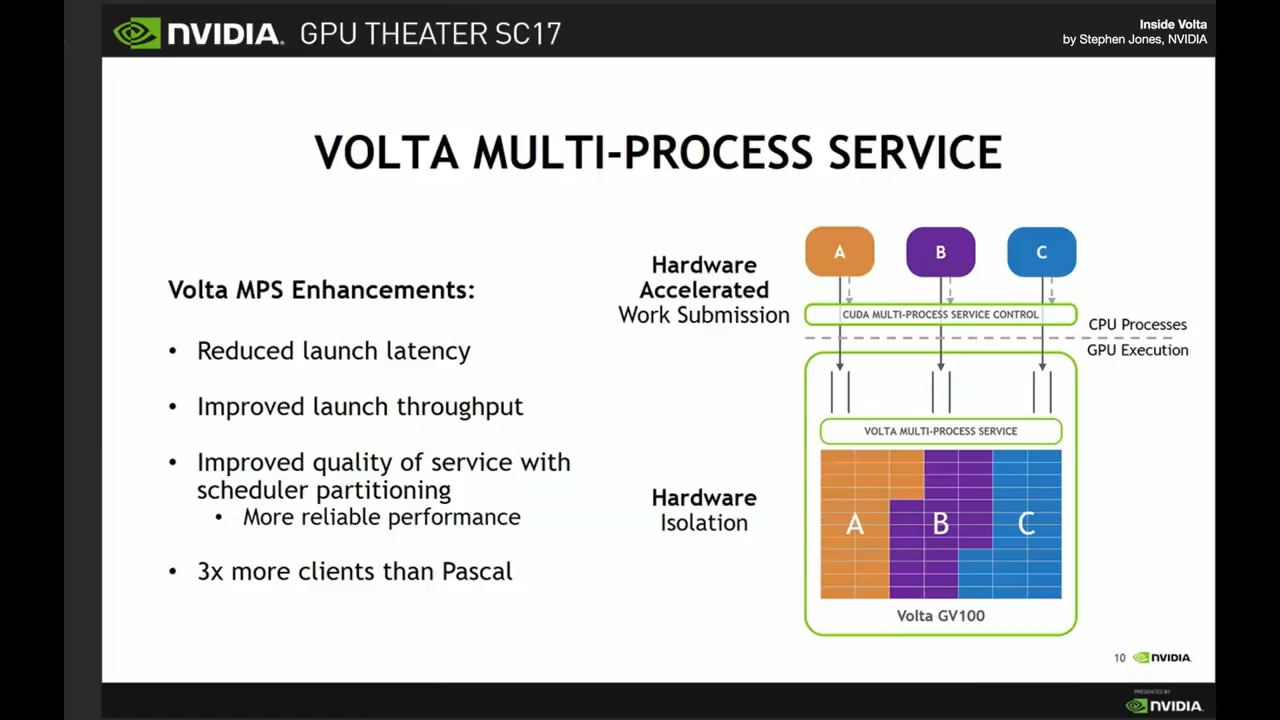 NVIDIA. GPU THEATER SC17
Inside Volta
by Stephen Jones, NVIDIA
VOLTA MULTI-PROCESS SERVICE
Volta MPS Enhancements:
• Reduced launch latency
• Improved launch throughput
• Improved quality of service with
scheduler partitioning
• More reliable performance
• 3x more clients than Pascal
Hardware
Accelerated
Work Submission
A B C
CUDA MULTI-PROCESS SERVICE CONTROL
CPU Processes
GPU Execution
VOLTA MULTI-PROCESS SERVICE
Hardware
Isolation
A B C
Volta GV100
10 NVIDIA.
PRESENTED BY
NVIDIA.